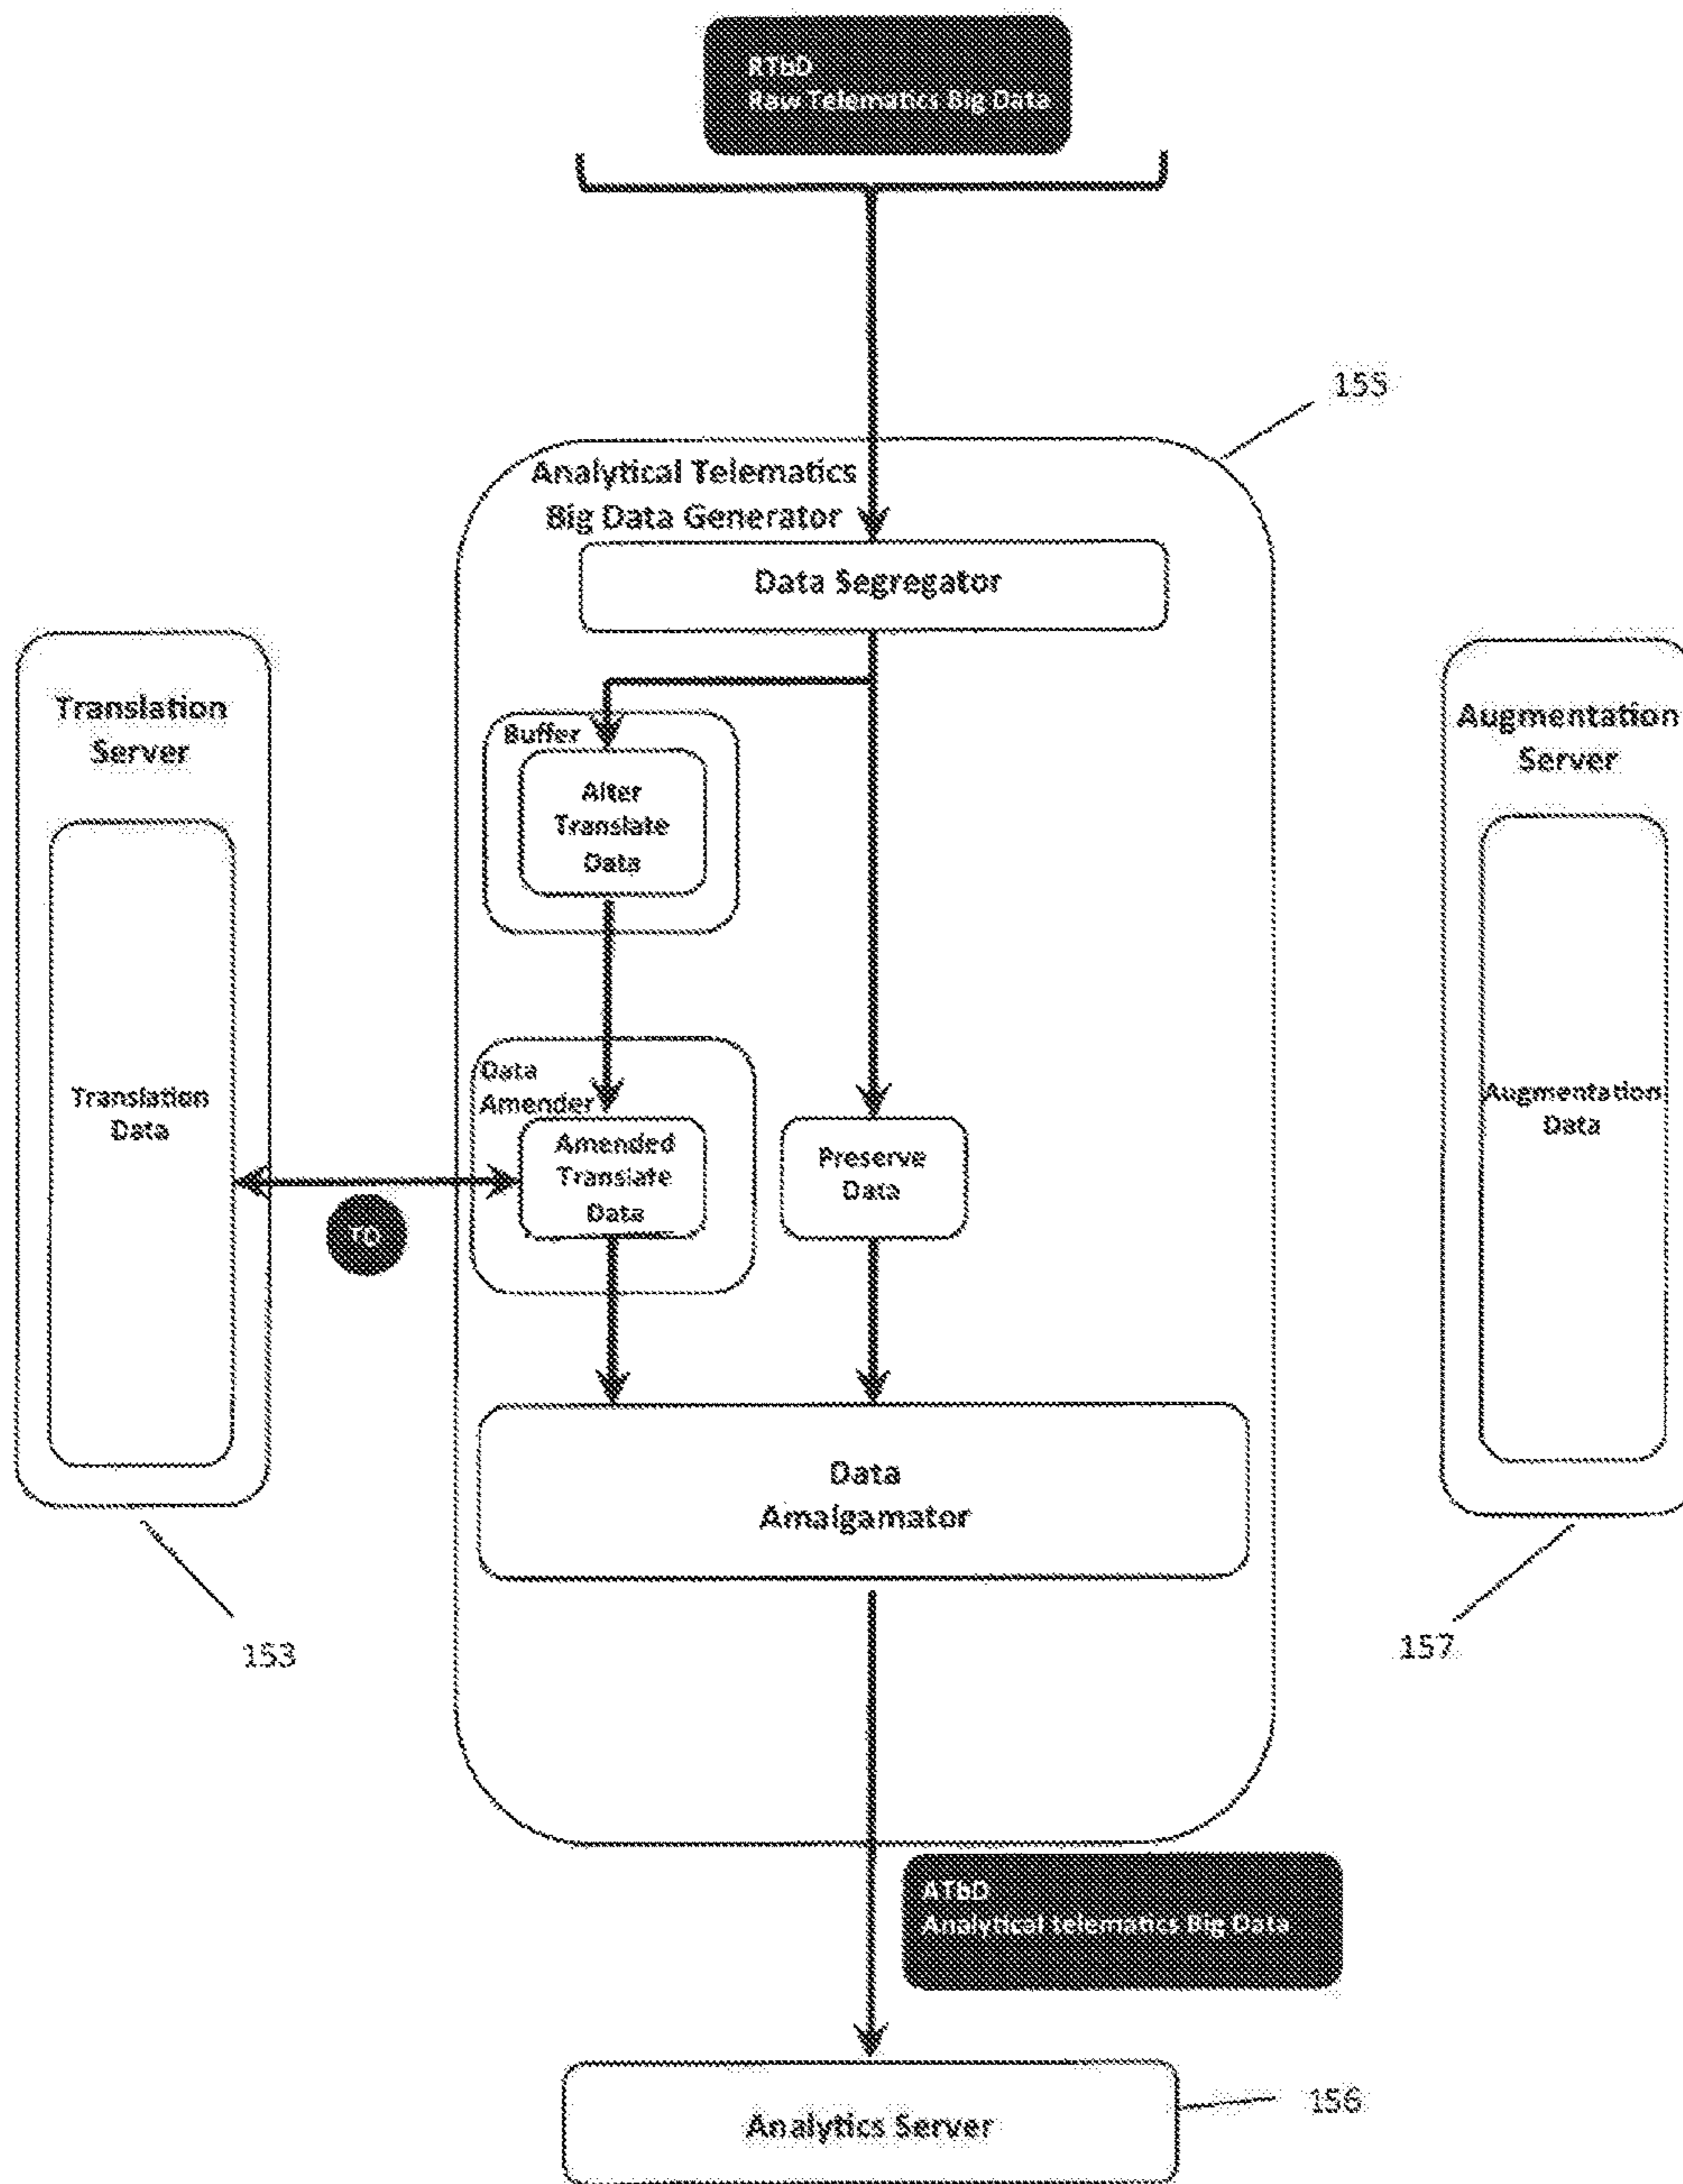 RTbD
Raw Telematics Big Data
155
Analytical Telematics
Big Data Generator
Data Segregator
Translation
Server
Augmentation
Server
Buffer
Alter
Translate
Data
Data
Amender
Translation
Data
Amended
Translate
Data
Preserve
Data
Augmentation
Data
TD
Data
Amalgamator
153
157
ATbD
Analytical telematics Big Data
Analytics Server
156